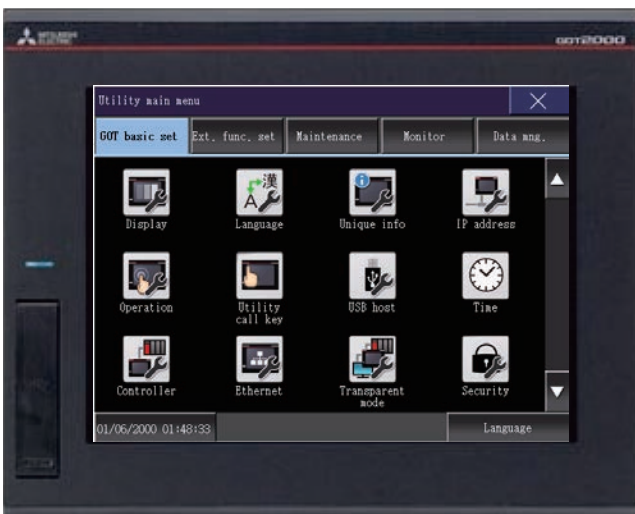 MITSUBISHI
ELECTRIC
GOT2000
Utility main menu
GOT basic set Ext. func. set Maintenance Monitor Data mng.
漢
A
Display Language Unique info IP address
Operation Utility USB host Time
call key
Controller Ethernet Transparent Security
mode
01/06/2000 01:48:33 Language